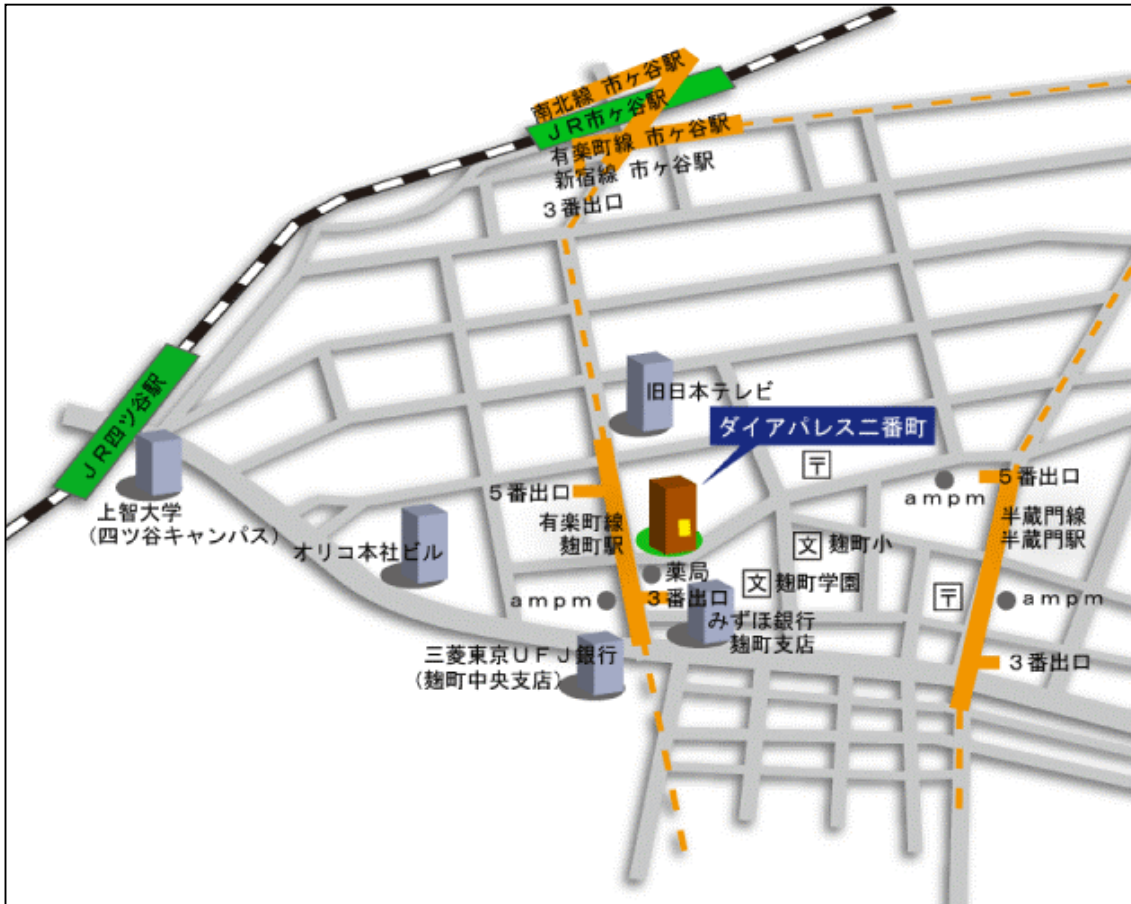 南北線 市ヶ谷駅
ＪＲ市ヶ谷駅
有楽町線 市ヶ谷駅
新宿線 市ヶ谷駅
３番出口
ＪＲ四ツ谷駅
旧日本テレビ
ダイアパレス二番町
〒
ａｍｐｍ
５番出口
半蔵門線
半蔵門駅
５番出口
有楽町線
麹町駅
上智大学
（四ツ谷キャンパス）
オリコ本社ビル
文 麹町小
薬局
文 麹町学園
〒
ａｍｐｍ
３番出口
ａｍｐｍ
みずほ銀行
麹町支店
三菱東京ＵＦＪ銀行
（麹町中央支店）
３番出口